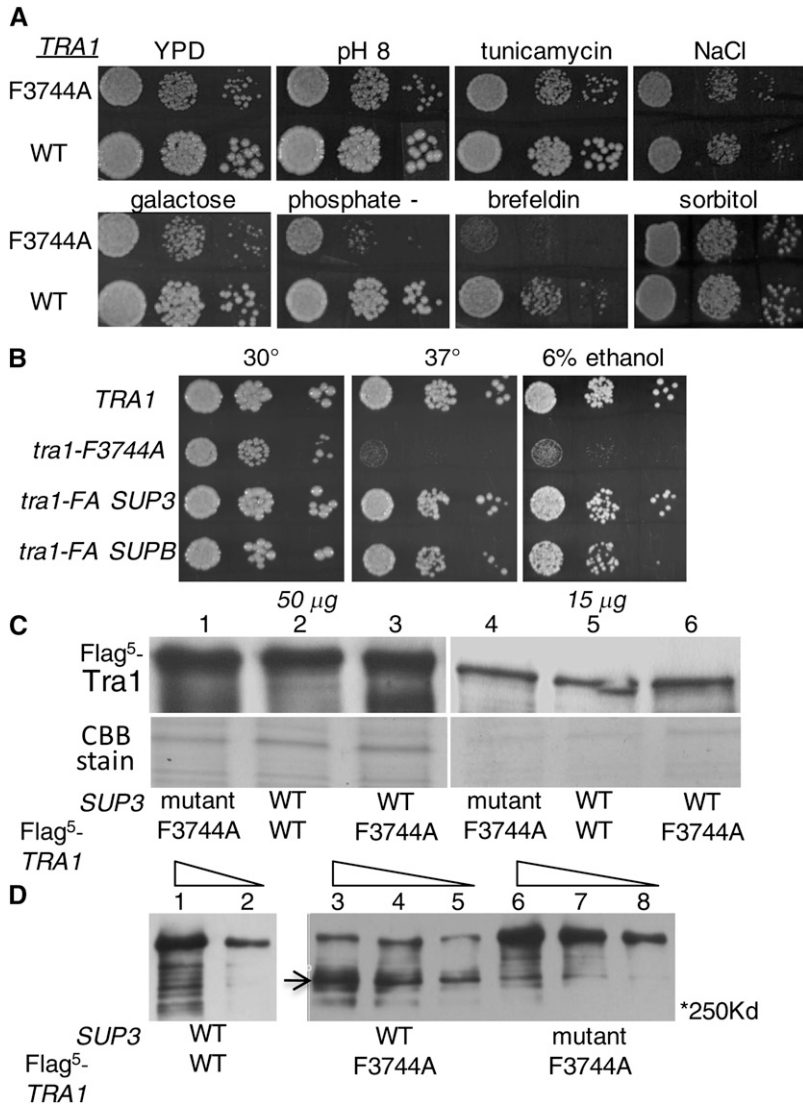 A
TRA1 YPD pH 8 tunicamycin NaCl
F3744A
WT
galactose phosphate - brefeldin sorbitol
F3744A
WT
B
30° 37° 6% ethanol
TRA1
tra1-F3744A
tra1-FA SUP3
tra1-FA SUPB
50 µg 15 µg
C 1 2 3 4 5 6
Flag⁵-
Tra1
CBB
stain
SUP3 mutant WT WT mutant WT WT
Flag⁵- F3744A WT F3744A F3744A WT F3744A
TRA1
D 1 2 3 4 5 6 7 8
*250Kd
SUP3 WT WT mutant
Flag⁵- WT F3744A F3744A
TRA1